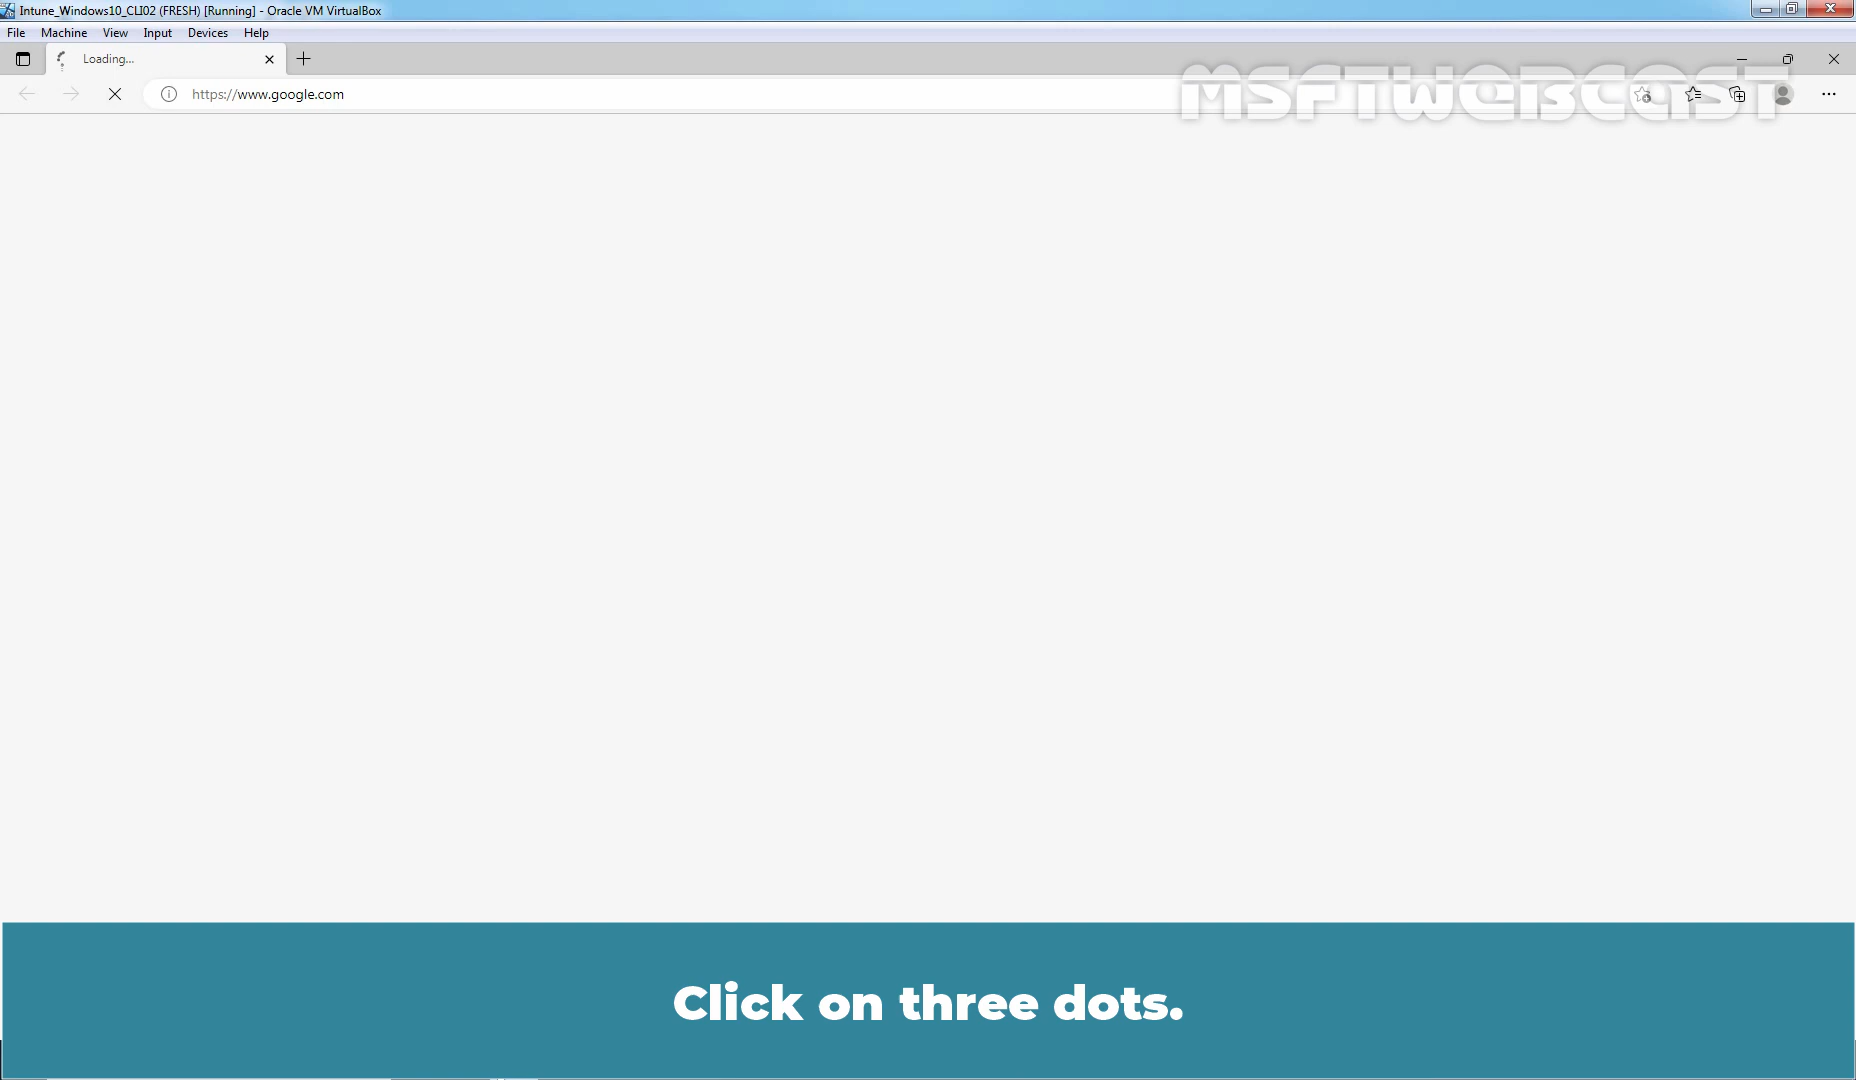 Intune_Windows10_CLI02 (FRESH) [Running] - Oracle VM VirtualBox
File Machine View Input Devices Help
Loading...
https://www.google.com
MSFTWEBCAST
Click on three dots.